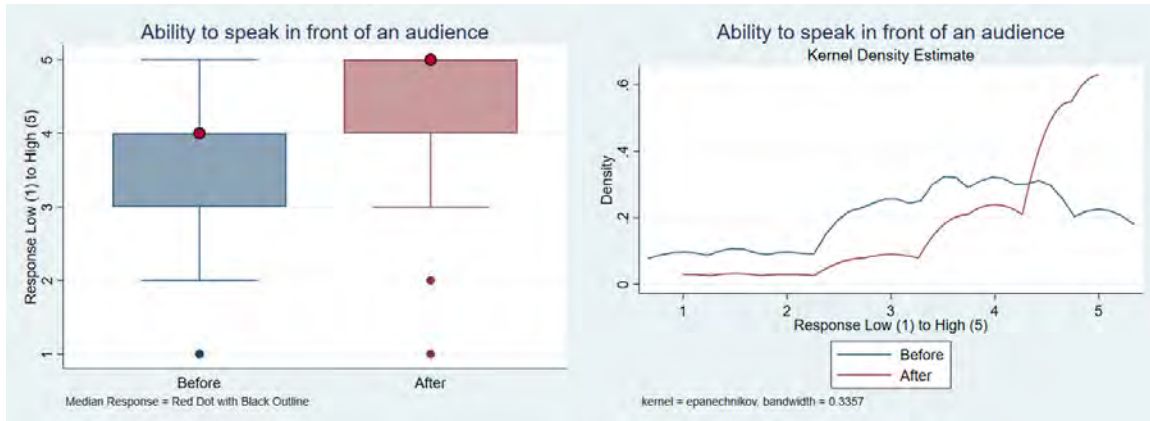 Ability to speak in front of an audience
Response Low (1) to High (5)
5
4
3
2
1
Before
After
Median Response = Red Dot with Black Outline
Ability to speak in front of an audience
Kernel Density Estimate
Density
.6
.4
.2
0
1
2
3
4
5
Response Low (1) to High (5)
Before
After
kernel = epanechnikov, bandwidth = 0.3357